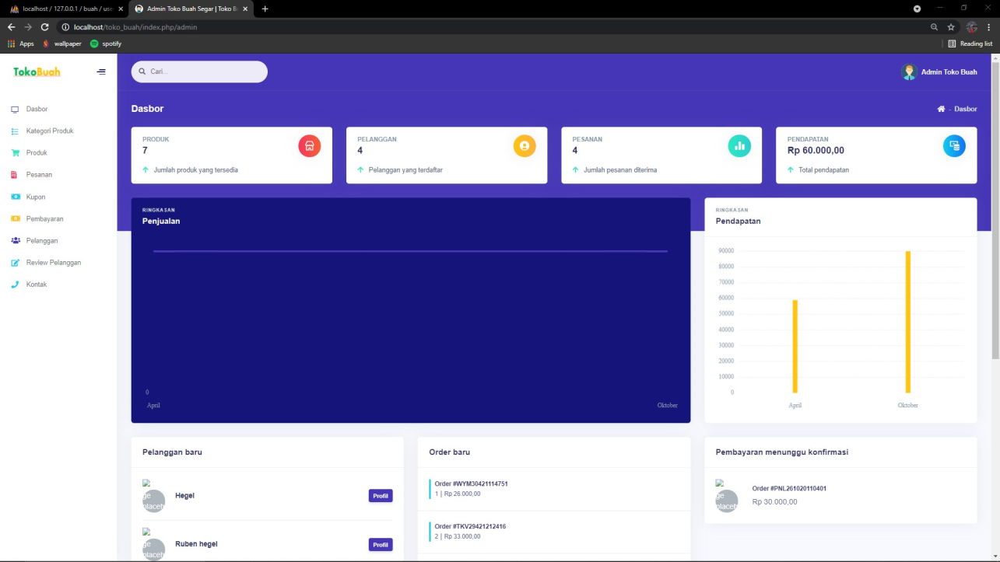 localhost / 127.0.0.1 / buah / use
Admin Toko Buah Segar | Toko B
localhost/toko_buah/index.php/admin
Apps
wallpaper
spotify
Reading list
TokoBuah
Cari...
Admin Toko Buah
Dasbor
Kategori Produk
Produk
Pesanan
Kupon
Pembayaran
Pelanggan
Review Pelanggan
Kontak
Dasbor
- Dasbor
PRODUK
7
Jumlah produk yang tersedia
PELANGGAN
4
Pelanggan yang terdaftar
PESANAN
4
Jumlah pesanan diterima
PENDAPATAN
Rp 60.000,00
Total pendapatan
RINGKASAN
Penjualan
0
April
Oktober
RINGKASAN
Pendapatan
90000
80000
70000
60000
50000
40000
30000
20000
10000
0
April
Oktober
Pelanggan baru
ge
placeh
Hegel
Profil
ge
placeh
Ruben hegel
Profil
Order baru
Order #WYM30421114751
1 | Rp 26.000,00
Order #TKV29421212416
2 | Rp 33.000,00
Pembayaran menunggu konfirmasi
ge
placeh
Order #PNL261020110401
Rp 30.000,00